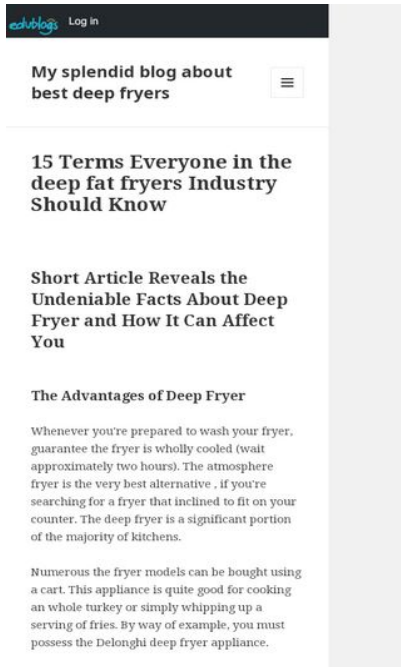 edublogs Log in
My splendid blog about
best deep fryers
15 Terms Everyone in the
deep fat fryers Industry
Should Know
Short Article Reveals the
Undeniable Facts About Deep
Fryer and How It Can Affect
You
The Advantages of Deep Fryer
Whenever you're prepared to wash your fryer,
guarantee the fryer is wholly cooled (wait
approximately two hours). The atmosphere
fryer is the very best alternative , if you're
searching for a fryer that inclined to fit on your
counter. The deep fryer is a significant portion
of the majority of kitchens.
Numerous the fryer models can be bought using
a cart. This appliance is quite good for cooking
an whole turkey or simply whipping up a
serving of fries. By way of example, you must
possess the Delonghi deep fryer appliance.